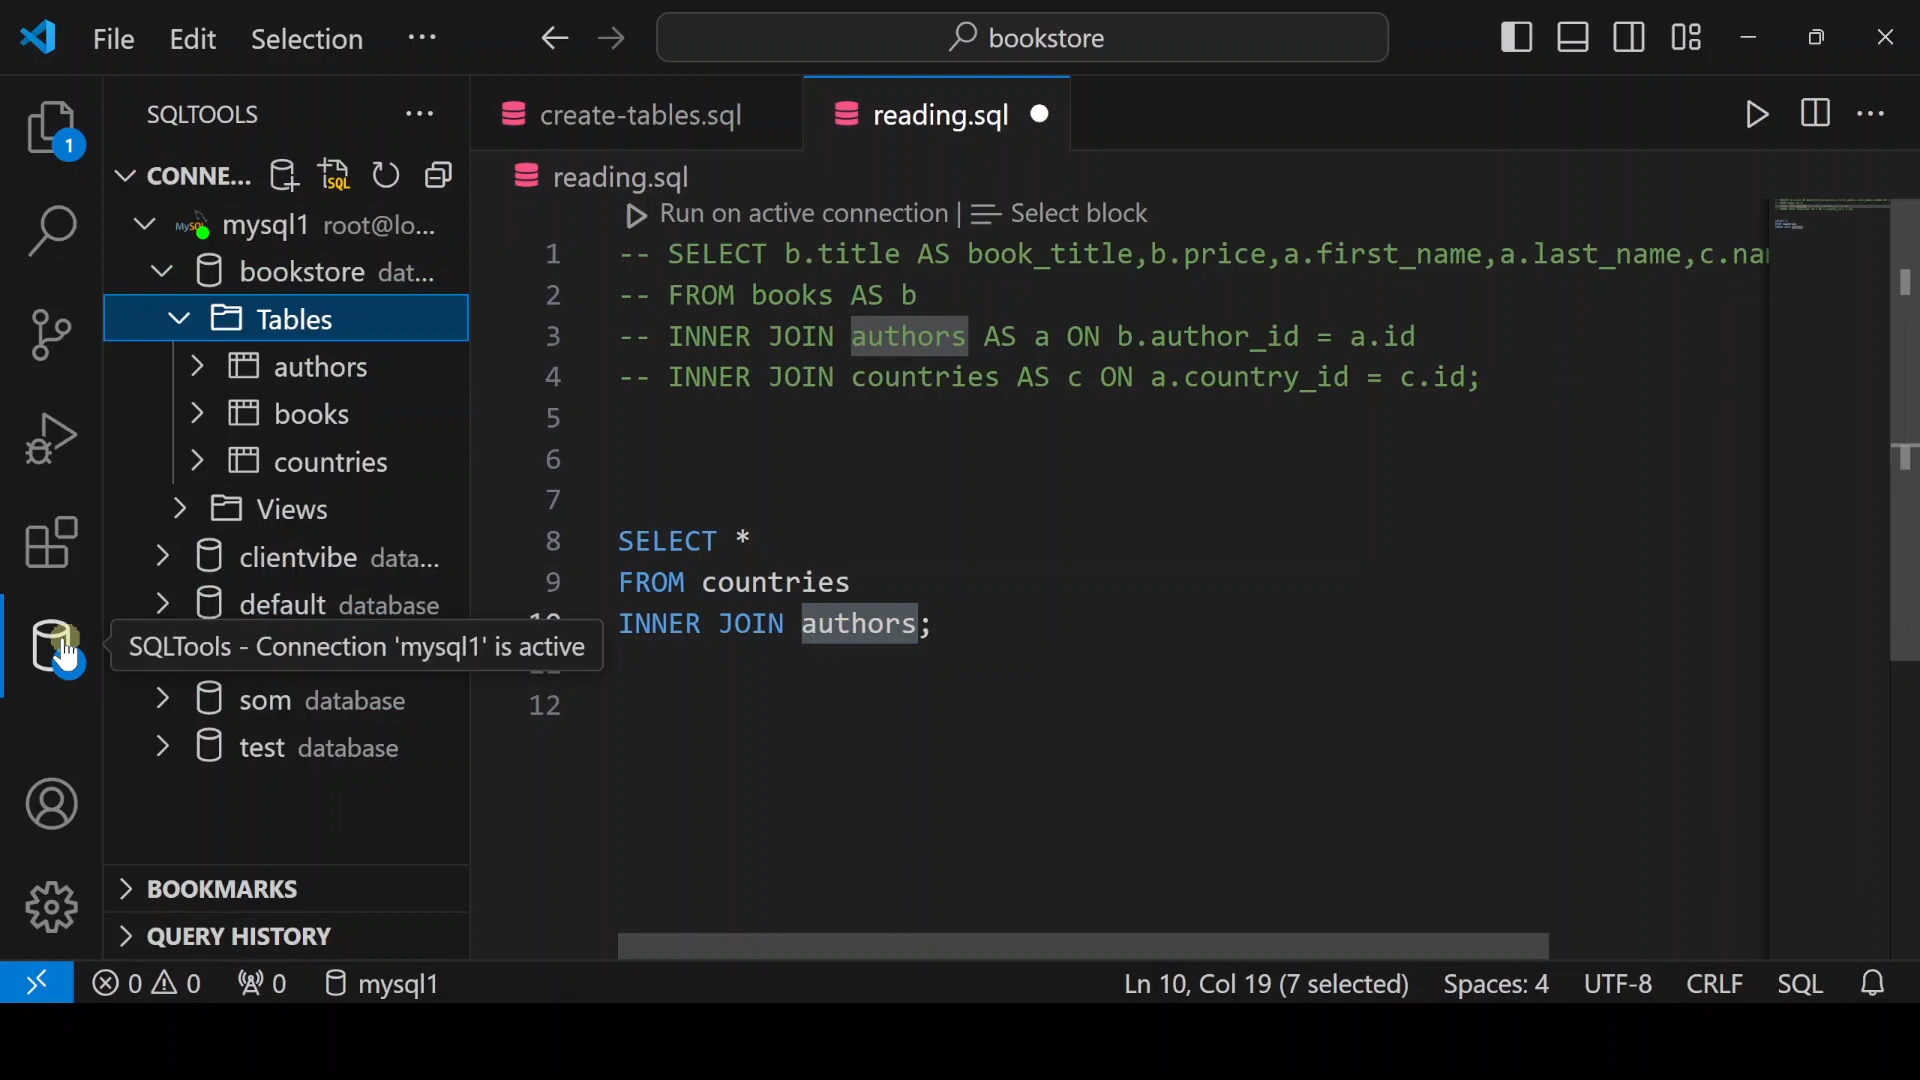 File Edit Selection ···
bookstore
SQLTOOLS ···
CONNE...
SQL
MySQL mysql1 root@lo...
bookstore dat...
Tables
authors
books
countries
Views
clientvibe data...
default database
SQLTools - Connection 'mysql1' is active
som database
test database
BOOKMARKS
QUERY HISTORY
1
create-tables.sql
reading.sql
reading.sql
Run on active connection | Select block
1 -- SELECT b.title AS book_title,b.price,a.first_name,a.last_name,c.na
2 -- FROM books AS b
3 -- INNER JOIN authors AS a ON b.author_id = a.id
4 -- INNER JOIN countries AS c ON a.country_id = c.id;
5
6
7
8 SELECT *
9 FROM countries
10 INNER JOIN authors;
12
0 0 0 mysql1
Ln 10, Col 19 (7 selected) Spaces: 4 UTF-8 CRLF SQL